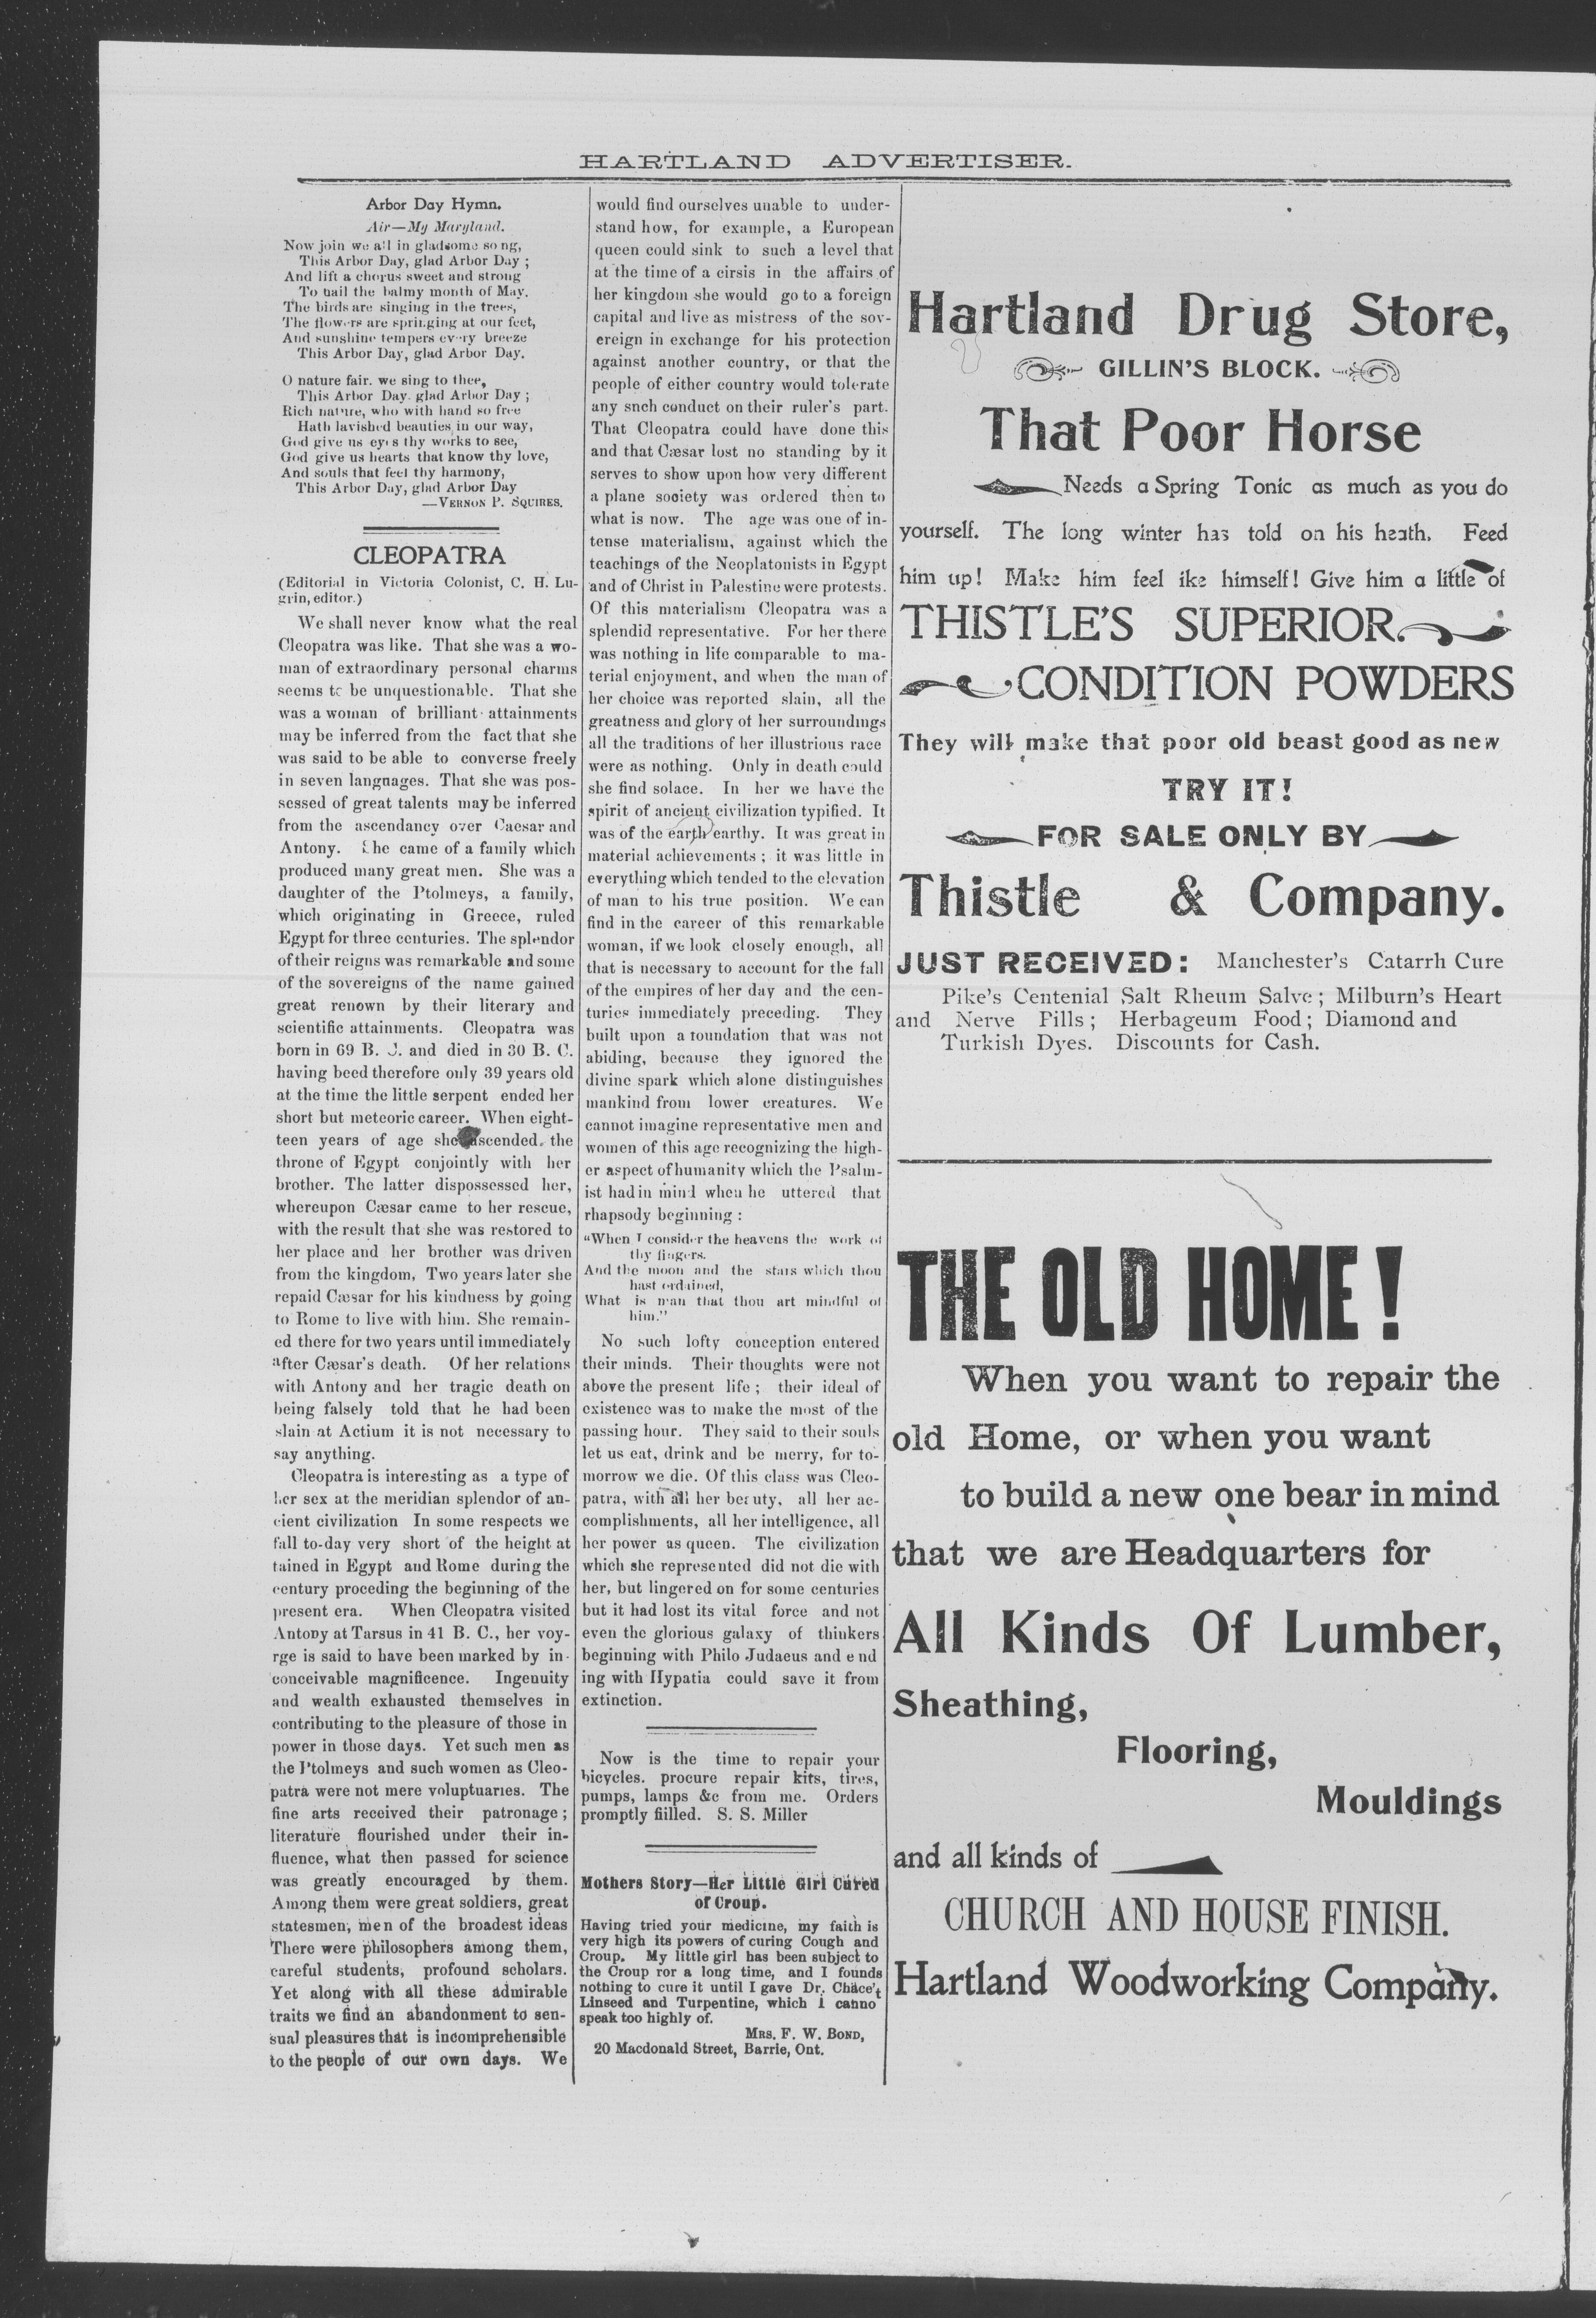 HARTLAND ADVERTISER.
Arbor Day Hymn.
Air—My Maryland.
Now join we all in gladsome song,
This Arbor Day, glad Arbor Day ;
And lift a chorus sweet and strong
To nail the balmy month of May.
The birds are singing in the trees,
The flowers are springing at our feet,
And sunshine tempers every breeze
This Arbor Day, glad Arbor Day.
O nature fair. we sing to thee,
This Arbor Day. glad Arbor Day ;
Rich nature, who with hand so free
Hath lavished beauties in our way,
God give us eyes thy works to see,
God give us hearts that know thy love,
And souls that feel thy harmony,
This Arbor Day, glad Arbor Day
—VERNON P. SQUIRES.
CLEOPATRA
(Editorial in Victoria Colonist, C. H. Lu-
grin, editor.)
We shall never know what the real
Cleopatra was like. That she was a wo-
man of extraordinary personal charms
seems to be unquestionable. That she
was a woman of brilliant attainments
may be inferred from the fact that she
was said to be able to converse freely
in seven languages. That she was pos-
sessed of great talents may be inferred
from the ascendancy over Caesar and
Antony. She came of a family which
produced many great men. She was a
daughter of the Ptolmeys, a family,
which originating in Greece, ruled
Egypt for three centuries. The splendor
of their reigns was remarkable and some
of the sovereigns of the name gained
great renown by their literary and
scientific attainments. Cleopatra was
born in 69 B. C. and died in 30 B. C.
having beed therefore only 39 years old
at the time the little serpent ended her
short but meteoric career. When eight-
teen years of age she ascended. the
throne of Egypt conjointly with her
brother. The latter dispossessed her,
whereupon Cæsar came to her rescue,
with the result that she was restored to
her place and her brother was driven
from the kingdom, Two years later she
repaid Cæsar for his kindness by going
to Rome to live with him. She remain-
ed there for two years until immediately
after Cæsar's death. Of her relations
with Antony and her tragic death on
being falsely told that he had been
slain at Actium it is not necessary to
say anything.
Cleopatra is interesting as a type of
her sex at the meridian splendor of an-
cient civilization In some respects we
fall to-day very short of the height at
tained in Egypt and Rome during the
century proceding the beginning of the
present era. When Cleopatra visited
Antony at Tarsus in 41 B. C., her voy-
rge is said to have been marked by in-
conceivable magnificence. Ingenuity
and wealth exhausted themselves in
contributing to the pleasure of those in
power in those days. Yet such men as
the Ptolmeys and such women as Cleo-
patra were not mere voluptuaries. The
fine arts received their patronage ;
literature flourished under their in-
fluence, what then passed for science
was greatly encouraged by them.
Among them were great soldiers, great
statesmen, men of the broadest ideas
There were philosophers among them,
careful students, profound scholars.
Yet along with all these admirable
traits we find an abandonment to sen-
sual pleasures that is incomprehensible
to the people of our own days. We
would find ourselves unable to under-
stand how, for example, a European
queen could sink to such a level that
at the time of a cirsis in the affairs of
her kingdom she would go to a foreign
capital and live as mistress of the sov-
ereign in exchange for his protection
against another country, or that the
people of either country would tolerate
any snch conduct on their ruler's part.
That Cleopatra could have done this
and that Cæsar lost no standing by it
serves to show upon how very different
a plane society was ordered then to
what is now. The age was one of in-
tense materialism, against which the
teachings of the Neoplatonists in Egypt
and of Christ in Palestine were protests.
Of this materialism Cleopatra was a
splendid representative. For her there
was nothing in life comparable to ma-
terial enjoyment, and when the man of
her choice was reported slain, all the
greatness and glory of her surroundings
all the traditions of her illustrious race
were as nothing. Only in death could
she find solace. In her we have the
spirit of ancient civilization typified. It
was of the earth earthy. It was great in
material achievements ; it was little in
everything which tended to the elevation
of man to his true position. We can
find in the career of this remarkable
woman, if we look closely enough, all
that is necessary to account for the fall
of the empires of her day and the cen-
turies immediately preceding. They
built upon a foundation that was not
abiding, because they ignored the
divine spark which alone distinguishes
mankind from lower creatures. We
cannot imagine representative men and
women of this age recognizing the high-
er aspect of humanity which the Psalm-
ist had in mind when he uttered that
rhapsody beginning :
"When I consider the heavens the work of
thy fingers.
And the moon and the stars which thou
hast ordained,
What is man that thou art mindful of
him."
No such lofty conception entered
their minds. Their thoughts were not
above the present life ; their ideal of
existence was to make the most of the
passing hour. They said to their souls
let us eat, drink and be merry, for to-
morrow we die. Of this class was Cleo-
patra, with all her beauty, all her ac-
complishments, all her intelligence, all
her power as queen. The civilization
which she represented did not die with
her, but lingered on for some centuries
but it had lost its vital force and not
even the glorious galaxy of thinkers
beginning with Philo Judaeus and end
ing with Hypatia could save it from
extinction.
Now is the time to repair your
bicycles. procure repair kits, tires,
pumps, lamps &c from me. Orders
promptly fiilled. S. S. Miller
Mothers Story—Her Little Girl Cured
of Croup.
Having tried your medicine, my faith is
very high its powers of curing Cough and
Croup. My little girl has been subject to
the Croup ror a long time, and I founds
nothing to cure it until I gave Dr. Chace't
Linseed and Turpentine, which i canno
speak too highly of.
MRS. F. W. BOND,
20 Macdonald Street, Barrie, Ont.
Hartland Drug Store,
GILLIN'S BLOCK.
That Poor Horse
Needs a Spring Tonic as much as you do
yourself. The long winter has told on his heath. Feed
him up! Make him feel ike himself! Give him a little of
THISTLE'S SUPERIOR
CONDITION POWDERS
They will make that poor old beast good as new
TRY IT!
FOR SALE ONLY BY
Thistle & Company.
JUST RECEIVED: Manchester's Catarrh Cure
Pike's Centenial Salt Rheum Salve ; Milburn's Heart
and Nerve Pills ; Herbageum Food ; Diamond and
Turkish Dyes. Discounts for Cash.
THE OLD HOME!
When you want to repair the
old Home, or when you want
to build a new one bear in mind
that we are Headquarters for
All Kinds Of Lumber,
Sheathing,
Flooring,
Mouldings
and all kinds of
CHURCH AND HOUSE FINISH.
Hartland Woodworking Company.